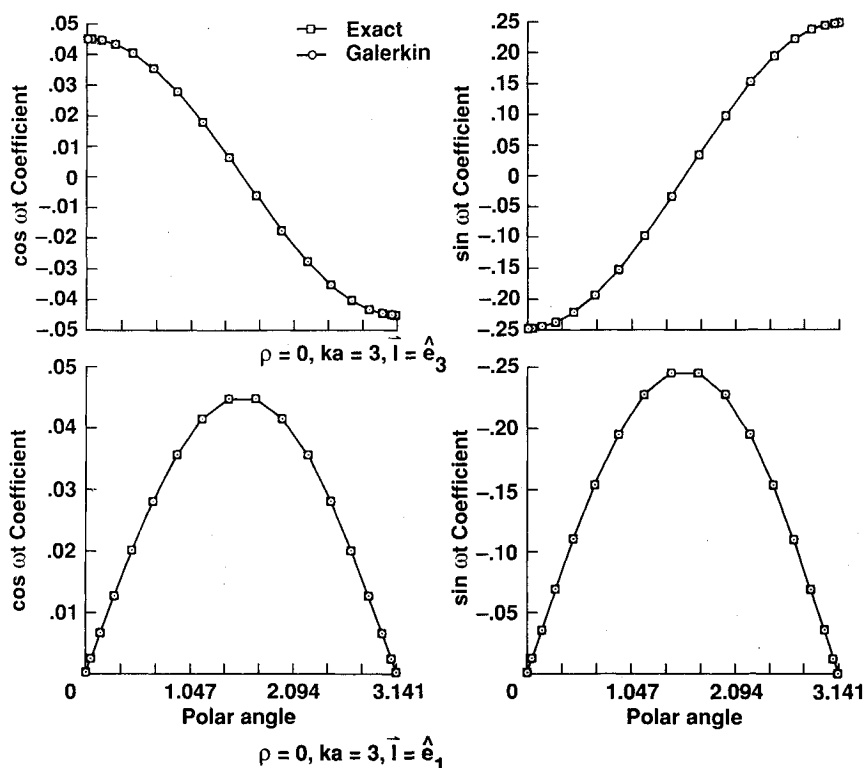 Exact
Galerkin
.05
.04
.03
.02
.01
0
-.01
-.02
-.03
-.04
-.05
cos ωt Coefficient
.25
.20
.15
.10
.05
0
-.05
-.10
-.15
-.20
-.25
sin ωt Coefficient
ρ = 0, ka = 3, l⃗ = ê₃
.05
.04
.03
.02
.01
cos ωt Coefficient
0 1.047 2.094 3.141
Polar angle
-.25
-.20
-.15
-.10
-.05
sin ωt Coefficient
0 1.047 2.094 3.141
Polar angle
ρ = 0, ka = 3, l⃗ = ê₁